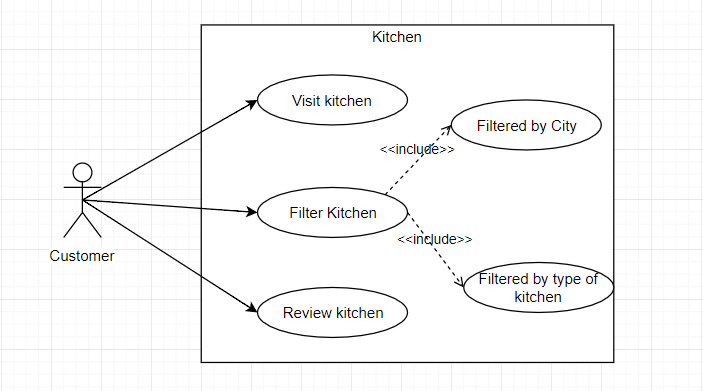 Kitchen
Visit kitchen
Filtered by City
<<include>>
Filter Kitchen
<<include>>
Customer
Filtered by type of
kitchen
Review kitchen